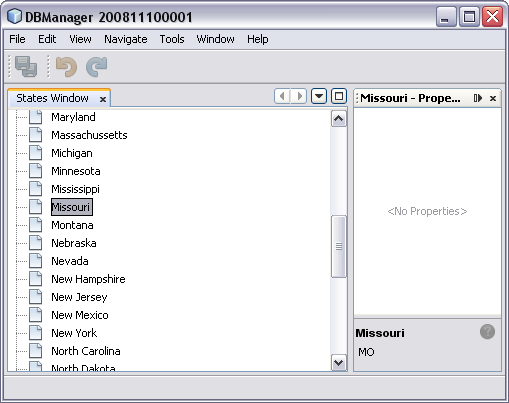 DBManager 200811100001
File Edit View Navigate Tools Window Help
States Window x
Missouri - Prope...
Maryland
Massachussetts
Michigan
Minnesota
Mississippi
Missouri
Montana
Nebraska
Nevada
New Hampshire
New Jersey
New Mexico
New York
North Carolina
North Dakota
<No Properties>
Missouri
MO